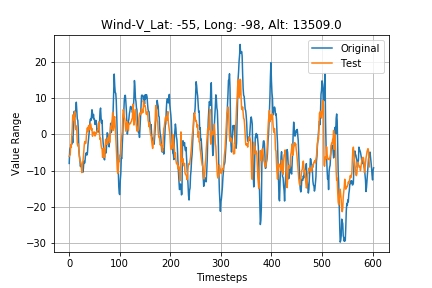 Wind-V_Lat: -55, Long: -98, Alt: 13509.0
Original
Test
Value Range
20
10
0
−10
−20
−30
0 100 200 300 400 500 600
Timesteps